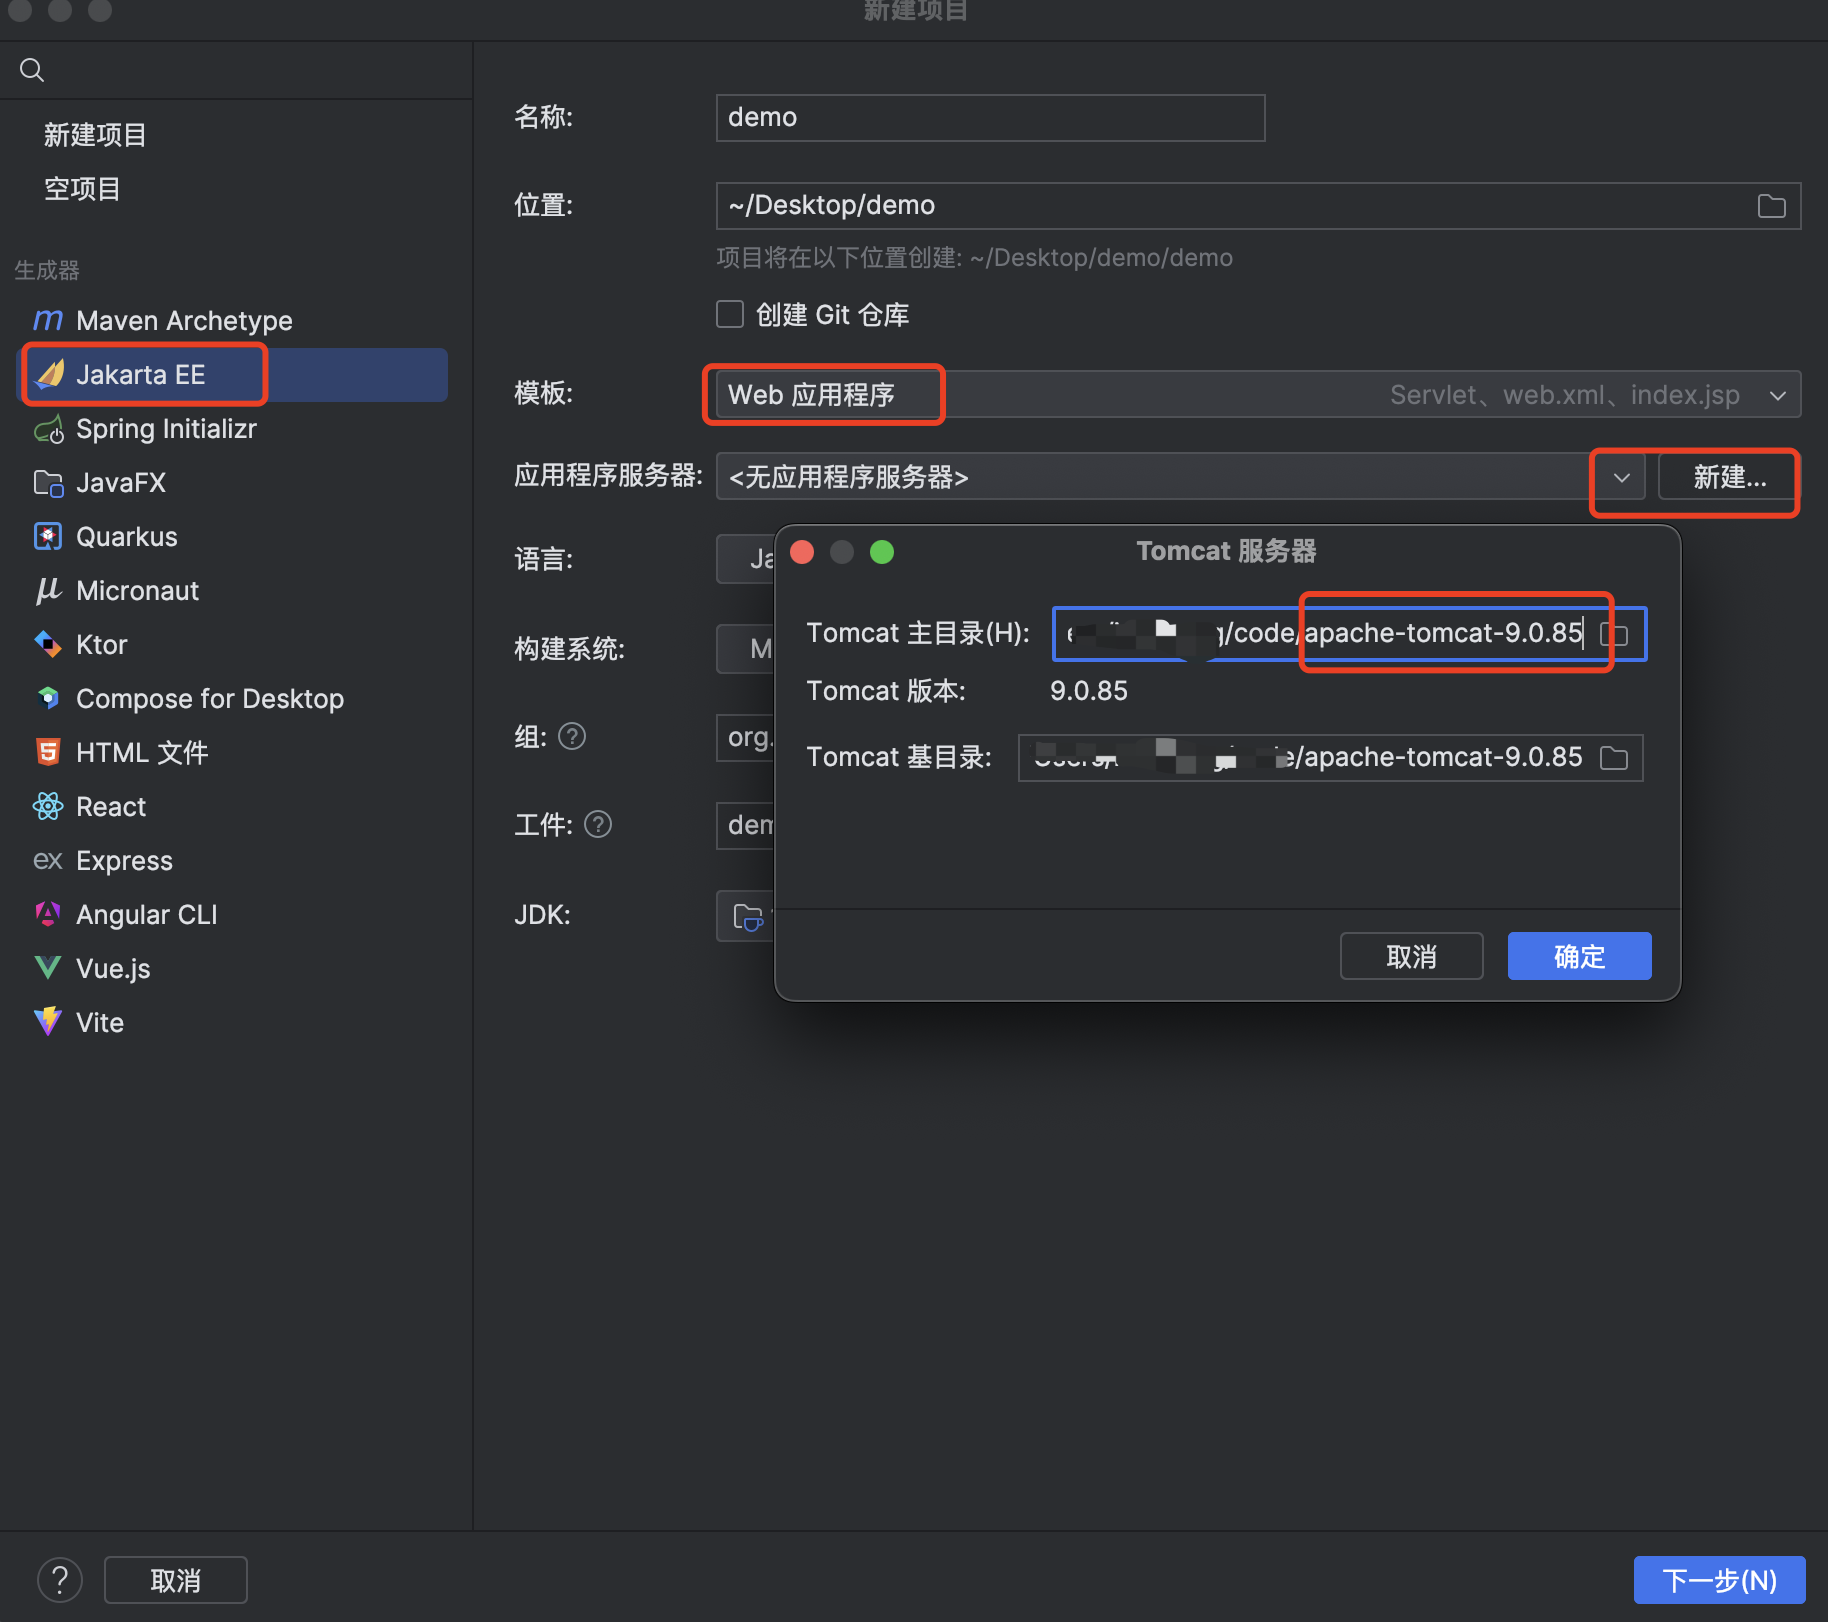 新建项目
新建项目
空项目
生成器
Maven Archetype
Jakarta EE
Spring Initializr
JavaFX
Quarkus
Micronaut
Ktor
Compose for Desktop
HTML 文件
React
Express
Angular CLI
Vue.js
Vite
名称: demo
位置: ~/Desktop/demo
项目将在以下位置创建: ~/Desktop/demo/demo
创建 Git 仓库
模板: Web 应用程序 Servlet、web.xml、index.jsp
应用程序服务器: <无应用程序服务器> 新建...
语言: Ja
构建系统: M
组: ? org.
工件: ? dem
JDK:
Tomcat 服务器
Tomcat 主目录(H): g/code/apache-tomcat-9.0.85
Tomcat 版本: 9.0.85
Tomcat 基目录: e/apache-tomcat-9.0.85
取消 确定
? 取消 下一步(N)